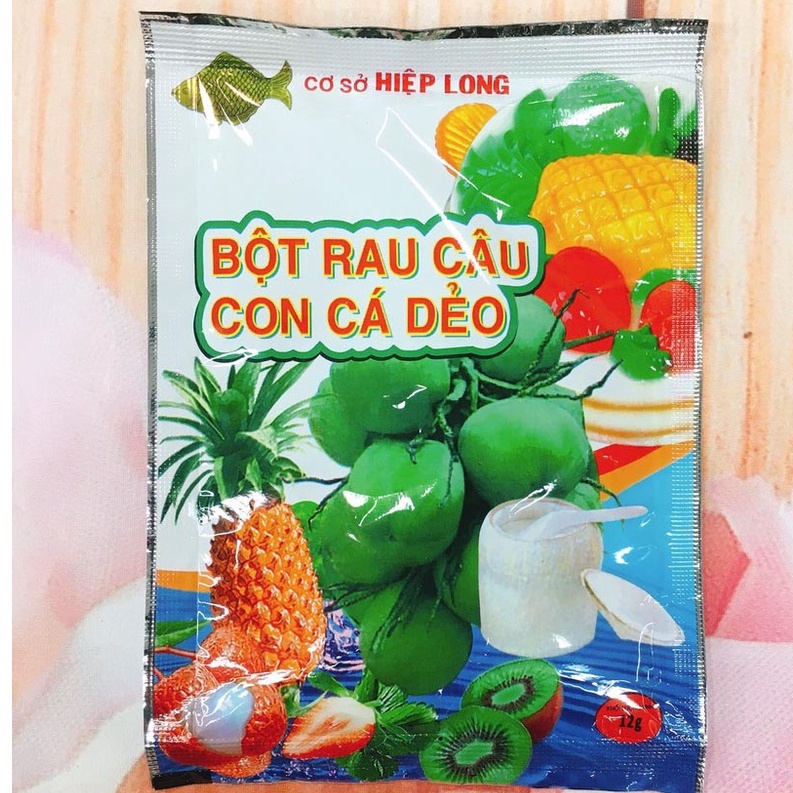 CƠ SỞ HIỆP LONG
BỘT RAU CÂU
CON CÁ DẺO
12g